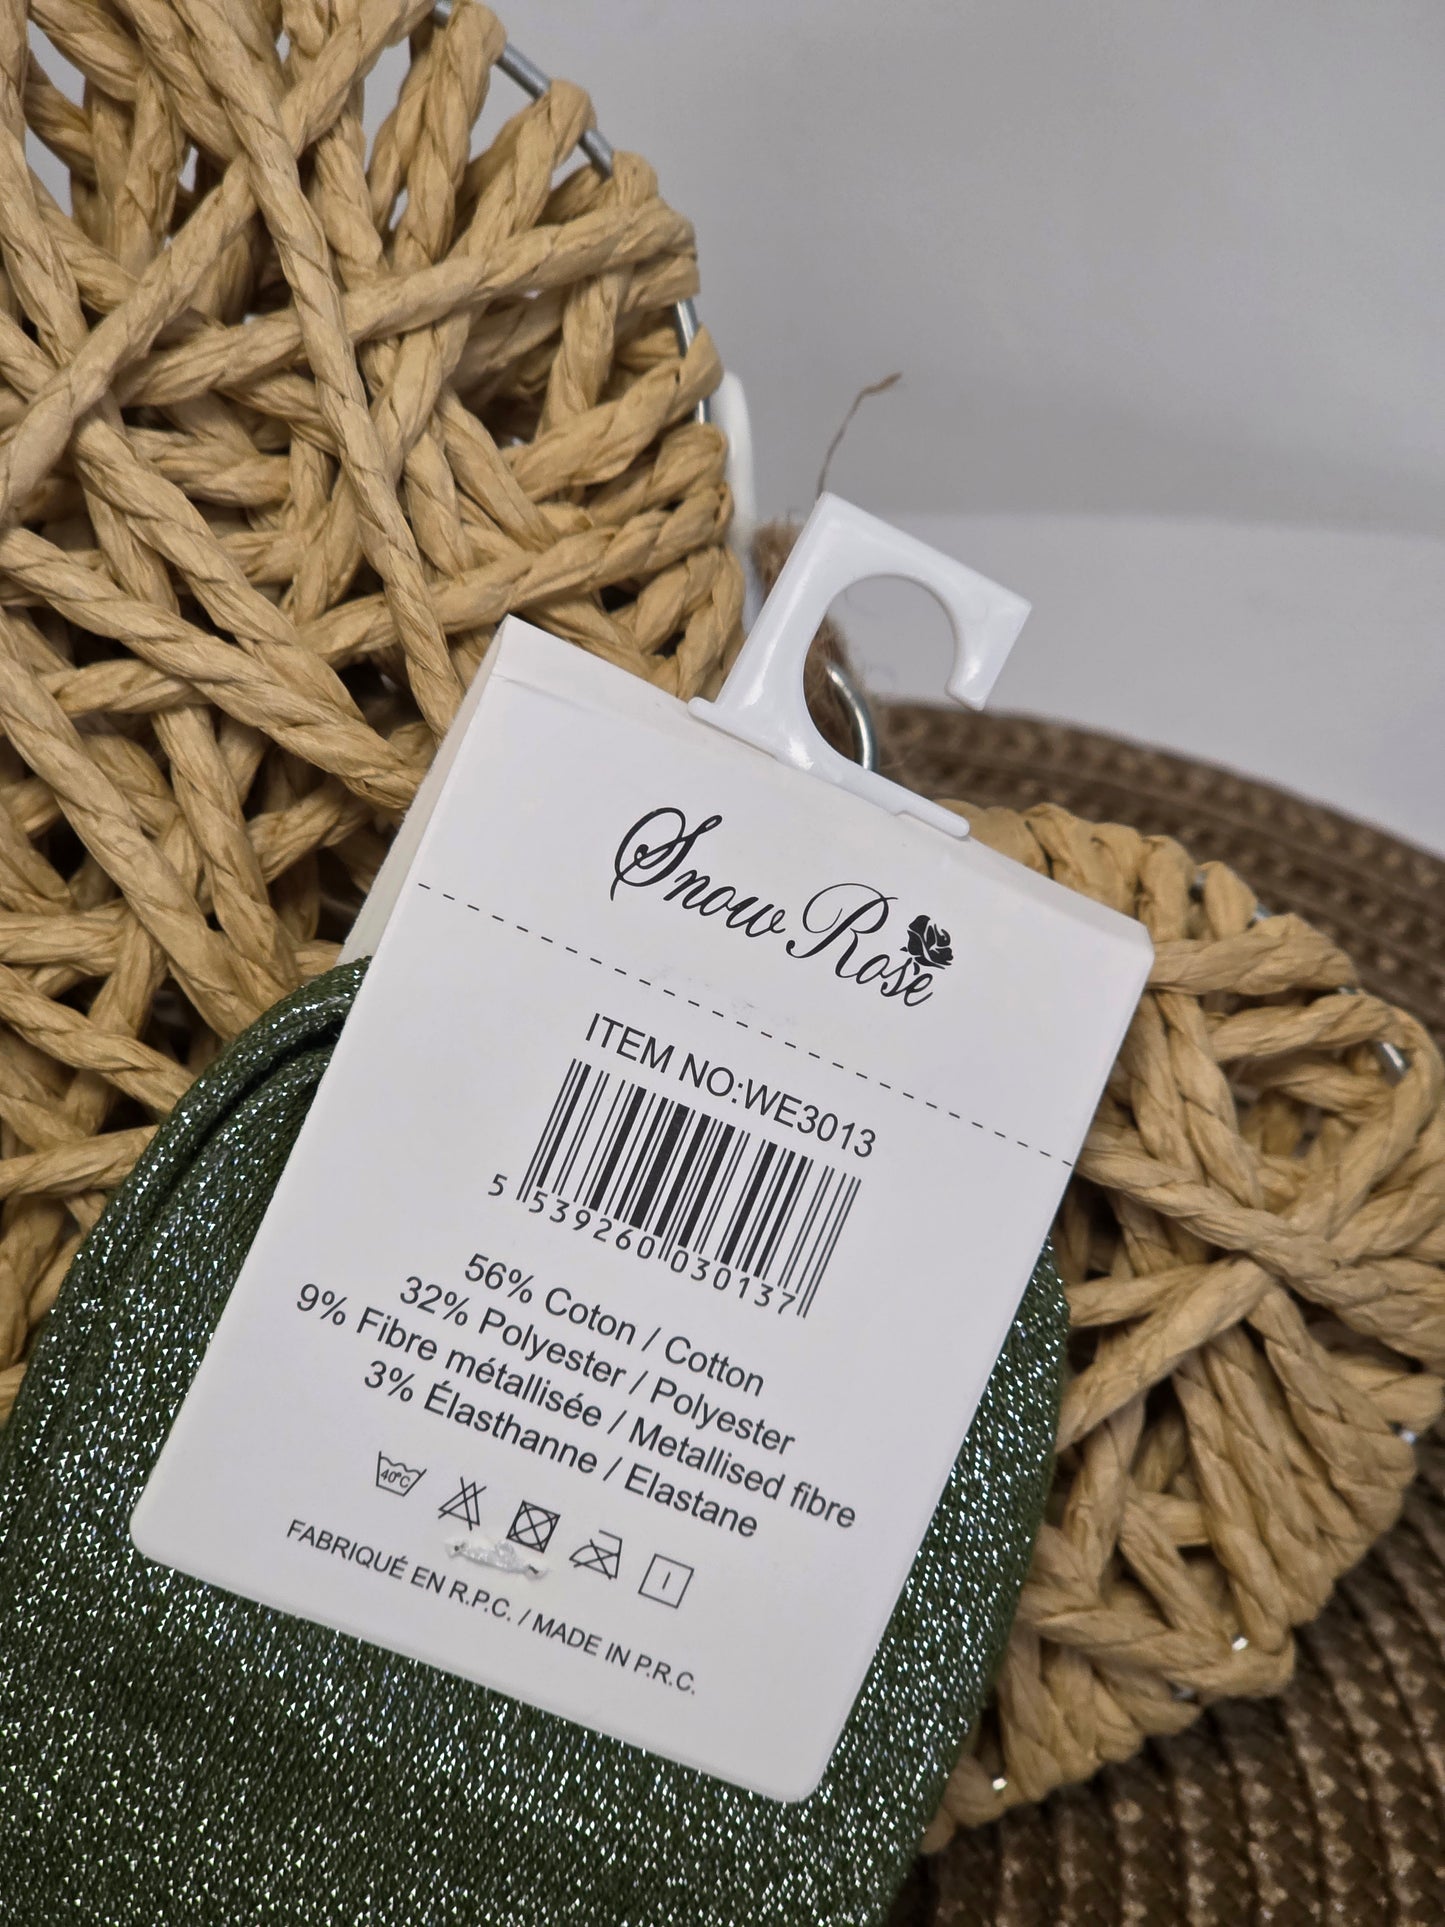 Snow Rose
ITEM NO:WE3013
5 539260 030137
56% Coton / Cotton
32% Polyester / Polyester
9% Fibre métallisée / Metallised fibre
3% Élasthanne / Elastane
40°C
FABRIQUÉ EN R.P.C. / MADE IN P.R.C.